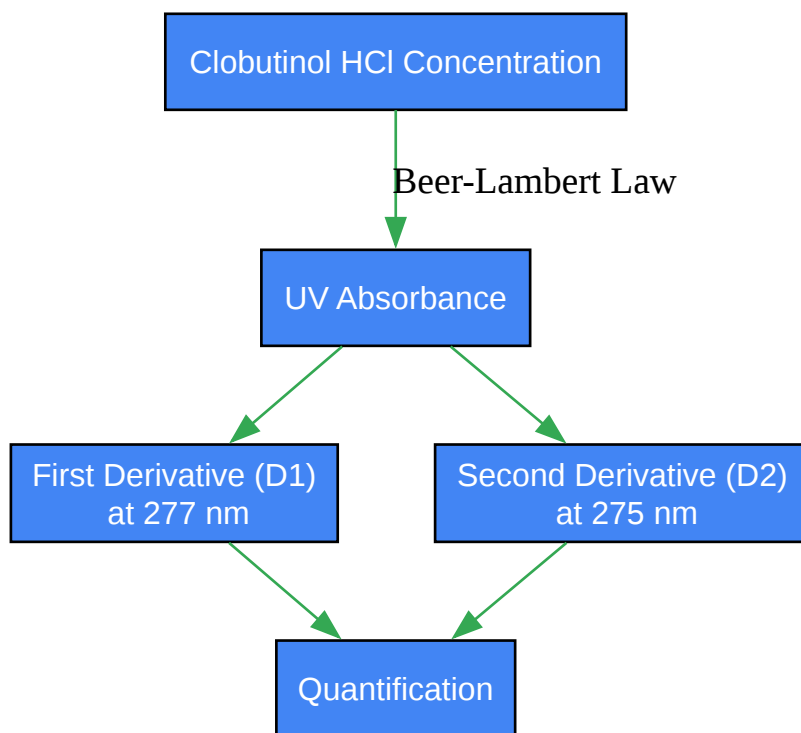 Clobutinol HCl Concentration
Beer-Lambert Law
UV Absorbance
First Derivative (D1)
at 277 nm
Second Derivative (D2)
at 275 nm
Quantification